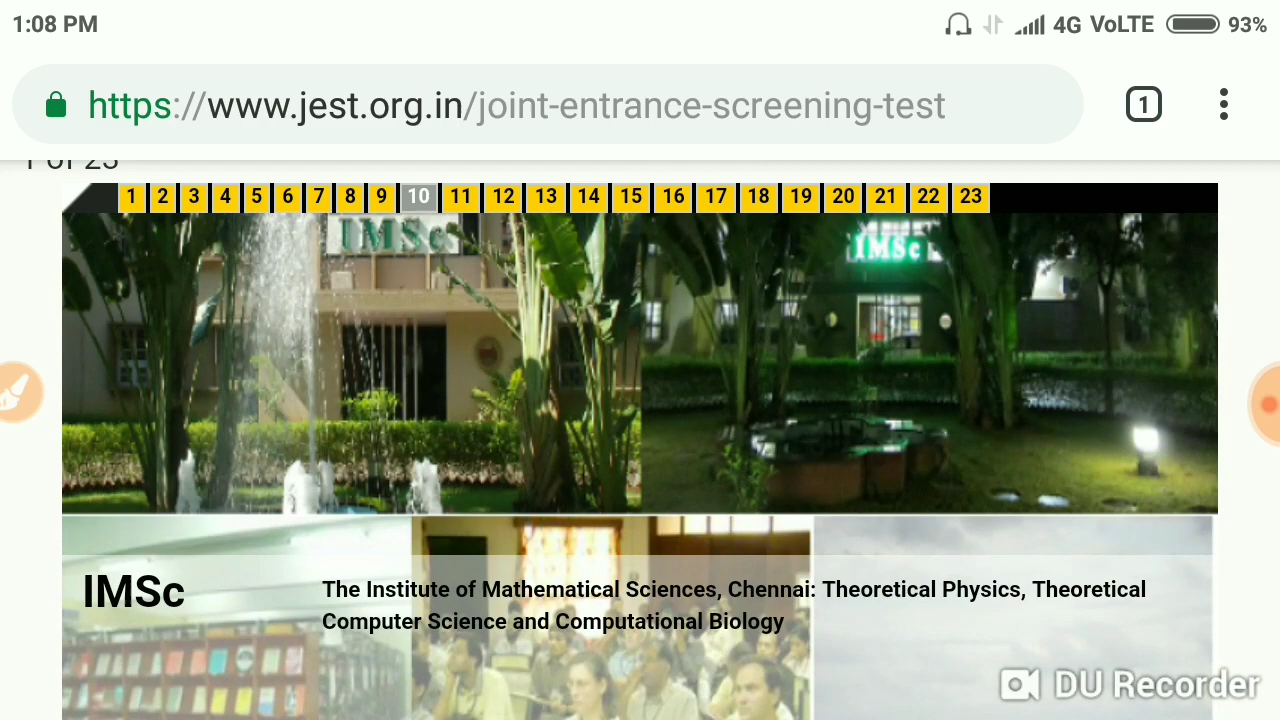 1:08 PM 4G VoLTE 93%
https://www.jest.org.in/joint-entrance-screening-test 1
1 of 23
1 2 3 4 5 6 7 8 9 10 11 12 13 14 15 16 17 18 19 20 21 22 23
IMSc IMSc
IMSc
The Institute of Mathematical Sciences, Chennai: Theoretical Physics, Theoretical
Computer Science and Computational Biology
DU Recorder